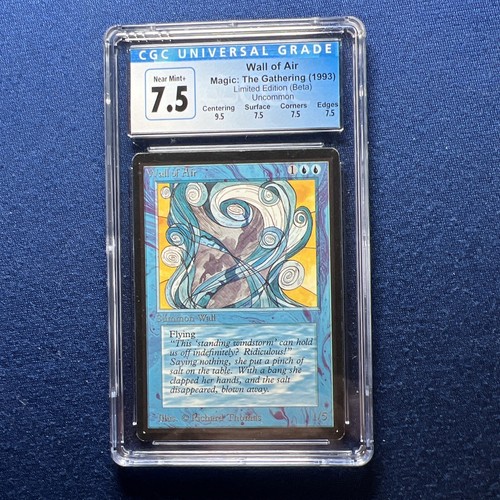 CGC UNIVERSAL GRADE
Near Mint+
7.5
Wall of Air
Magic: The Gathering (1993)
Limited Edition (Beta)
Uncommon
Centering Surface Corners Edges
9.5 7.5 7.5 7.5
Wall of Air 1
Summon Wall
Flying
"This 'standing windstorm' can hold
us off indefinitely? Ridiculous!"
Saying nothing, she put a pinch of
salt on the table. With a bang she
clapped her hands, and the salt
disappeared, blown away.
Illus. © Richard Thomas